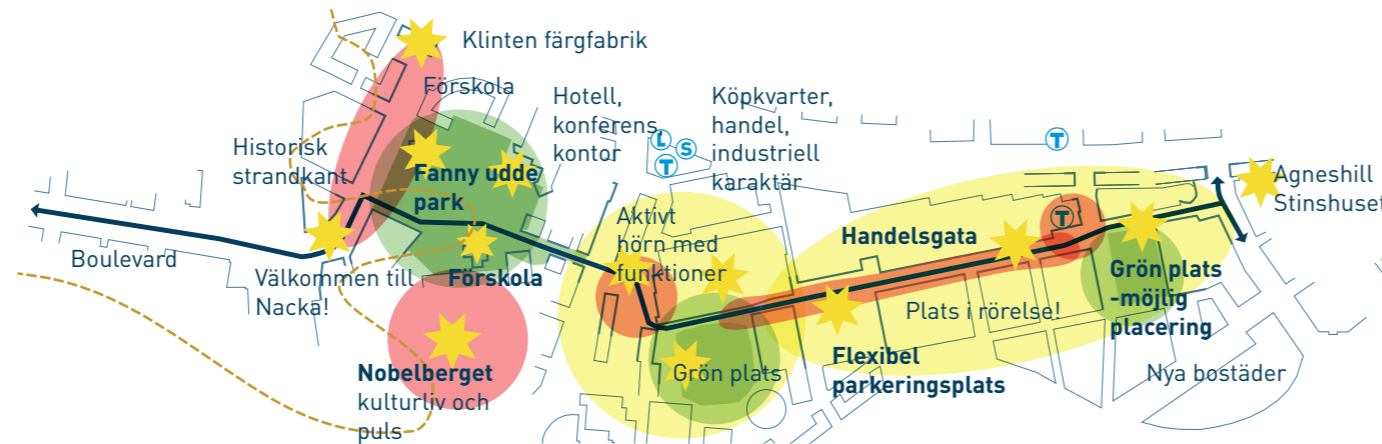 Klinten färgfabrik
Förskola
Hotell,
konferens,
kontor
Köpkvarter,
handel,
industriell
karaktär
L
S
T
T
Historisk
strandkant
Fanny udde
park
Agneshill
Stinshuset
Aktivt
hörn med
funktioner
T
Handelsgata
Boulevard
Välkommen till
Nacka!
Förskola
Grön plats
-möjlig
placering
Plats i rörelse!
Nobelberget
kulturliv och
puls
Grön plats
Flexibel
parkeringsplats
Nya bostäder